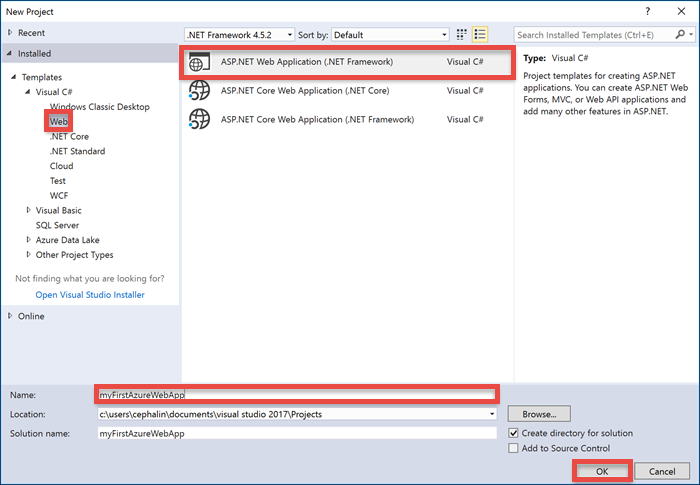 New Project
? X
Recent
.NET Framework 4.5.2 Sort by: Default
Search Installed Templates (Ctrl+E)
Installed
Templates
Visual C#
Windows Classic Desktop
Web
.NET Core
.NET Standard
Cloud
Test
WCF
Visual Basic
SQL Server
Azure Data Lake
Other Project Types
Not finding what you are looking for?
Open Visual Studio Installer
Online
ASP.NET Web Application (.NET Framework) Visual C#
ASP.NET Core Web Application (.NET Core) Visual C#
ASP.NET Core Web Application (.NET Framework) Visual C#
Type: Visual C#
Project templates for creating ASP.NET
applications. You can create ASP.NET Web
Forms, MVC, or Web API applications and
add many other features in ASP.NET.
Name: myFirstAzureWebApp
Location: c:\users\cephalin\documents\visual studio 2017\Projects
Browse...
Solution name: myFirstAzureWebApp
Create directory for solution
Add to Source Control
OK Cancel